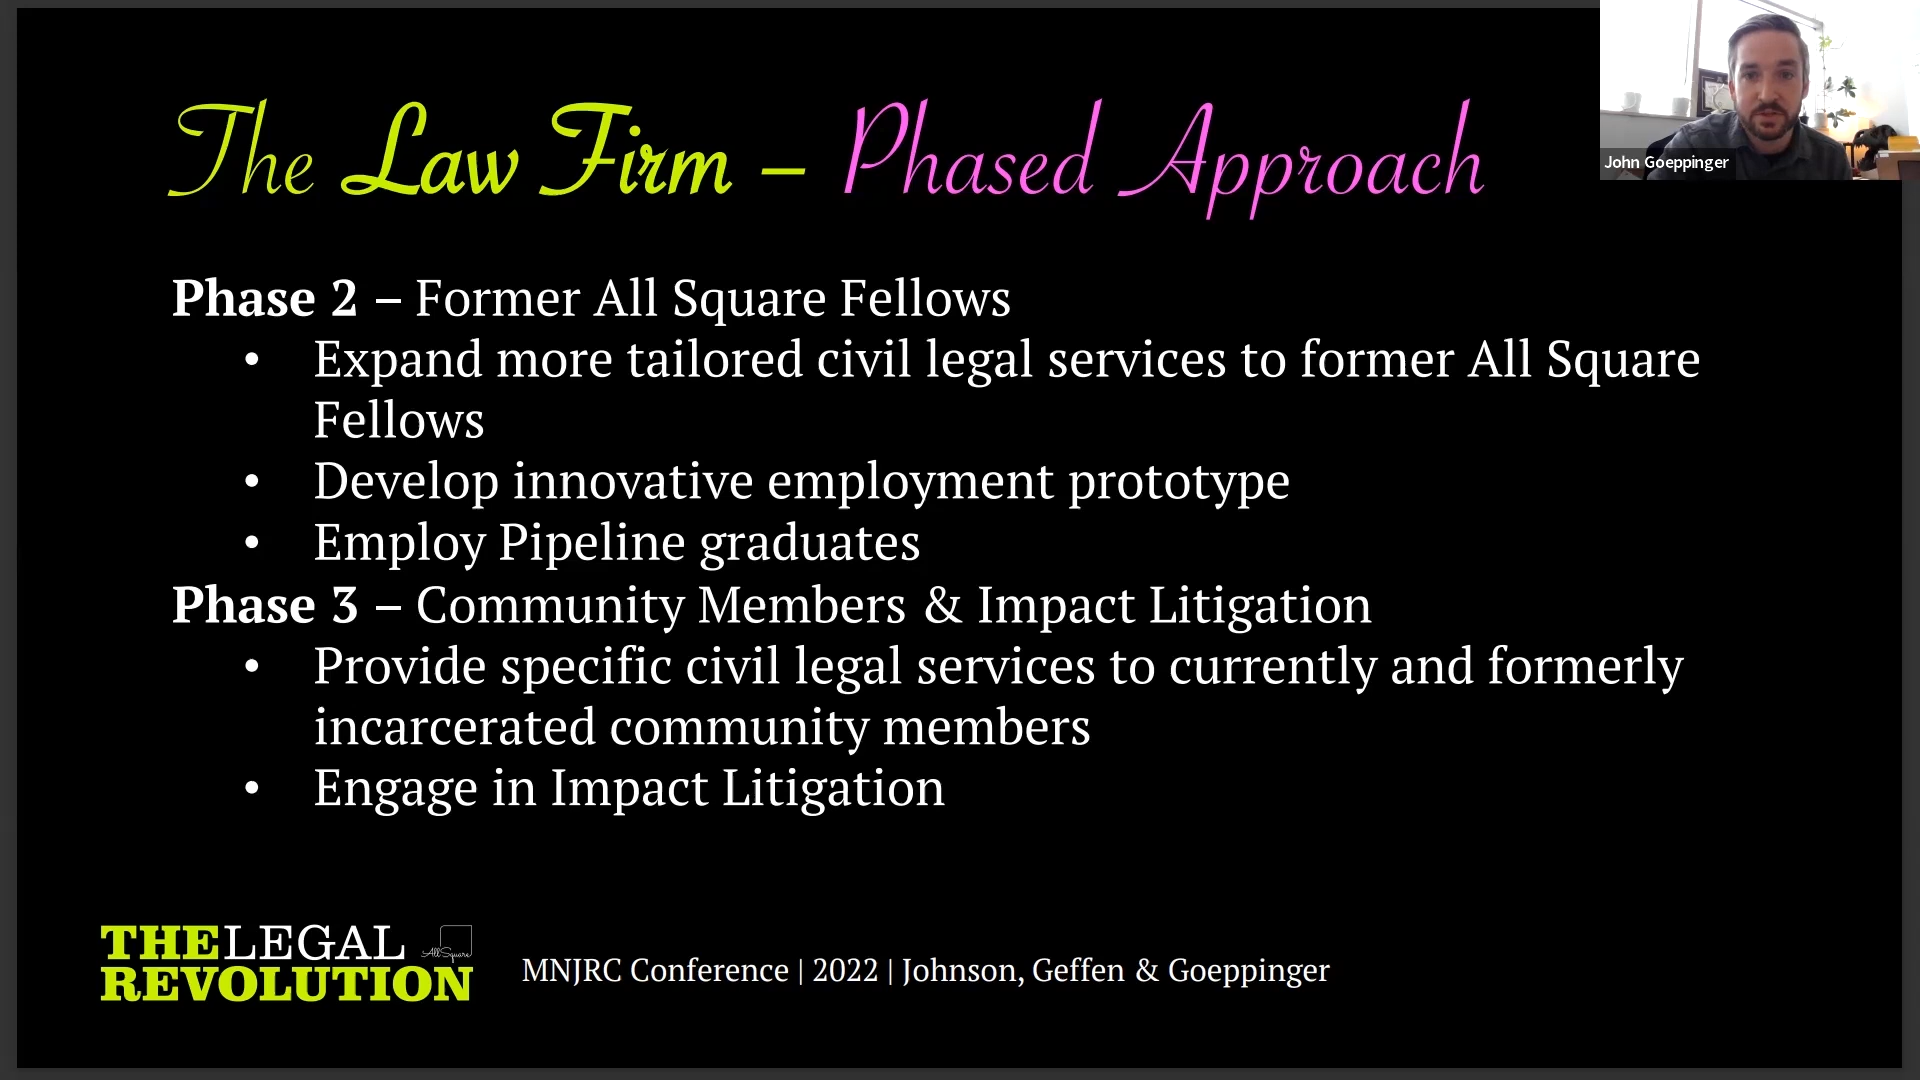 The Law Firm – Phased Approach
John Goeppinger
Phase 2 – Former All Square Fellows
• Expand more tailored civil legal services to former All Square
Fellows
• Develop innovative employment prototype
• Employ Pipeline graduates
Phase 3 – Community Members & Impact Litigation
• Provide specific civil legal services to currently and formerly
incarcerated community members
• Engage in Impact Litigation
THE LEGAL
All Square
REVOLUTION
MNJRC Conference | 2022 | Johnson, Geffen & Goeppinger